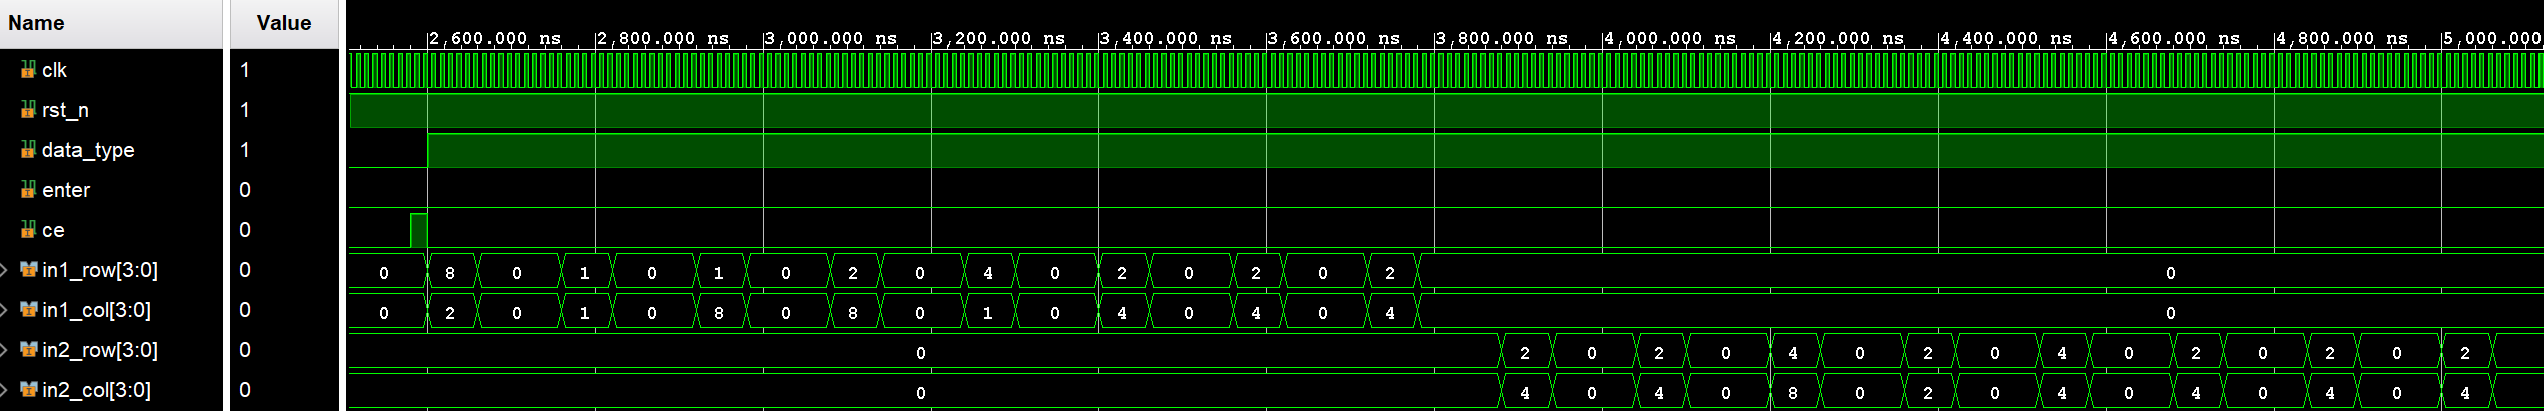 Name Value
2,600.000 ns 2,800.000 ns 3,000.000 ns 3,200.000 ns 3,400.000 ns 3,600.000 ns 3,800.000 ns 4,000.000 ns 4,200.000 ns 4,400.000 ns 4,600.000 ns 4,800.000 ns 5,000.000
clk 1
rst_n 1
data_type 1
enter 0
ce 0
in1_row[3:0] 0 0 8 0 1 0 1 0 2 0 4 0 2 0 2 0 2 0
in1_col[3:0] 0 0 2 0 1 0 8 0 8 0 1 0 4 0 4 0 4 0
in2_row[3:0] 0 0 2 0 2 0 4 0 2 0 4 0 2 0 2 0 2
in2_col[3:0] 0 0 4 0 4 0 8 0 2 0 4 0 4 0 4 0 4